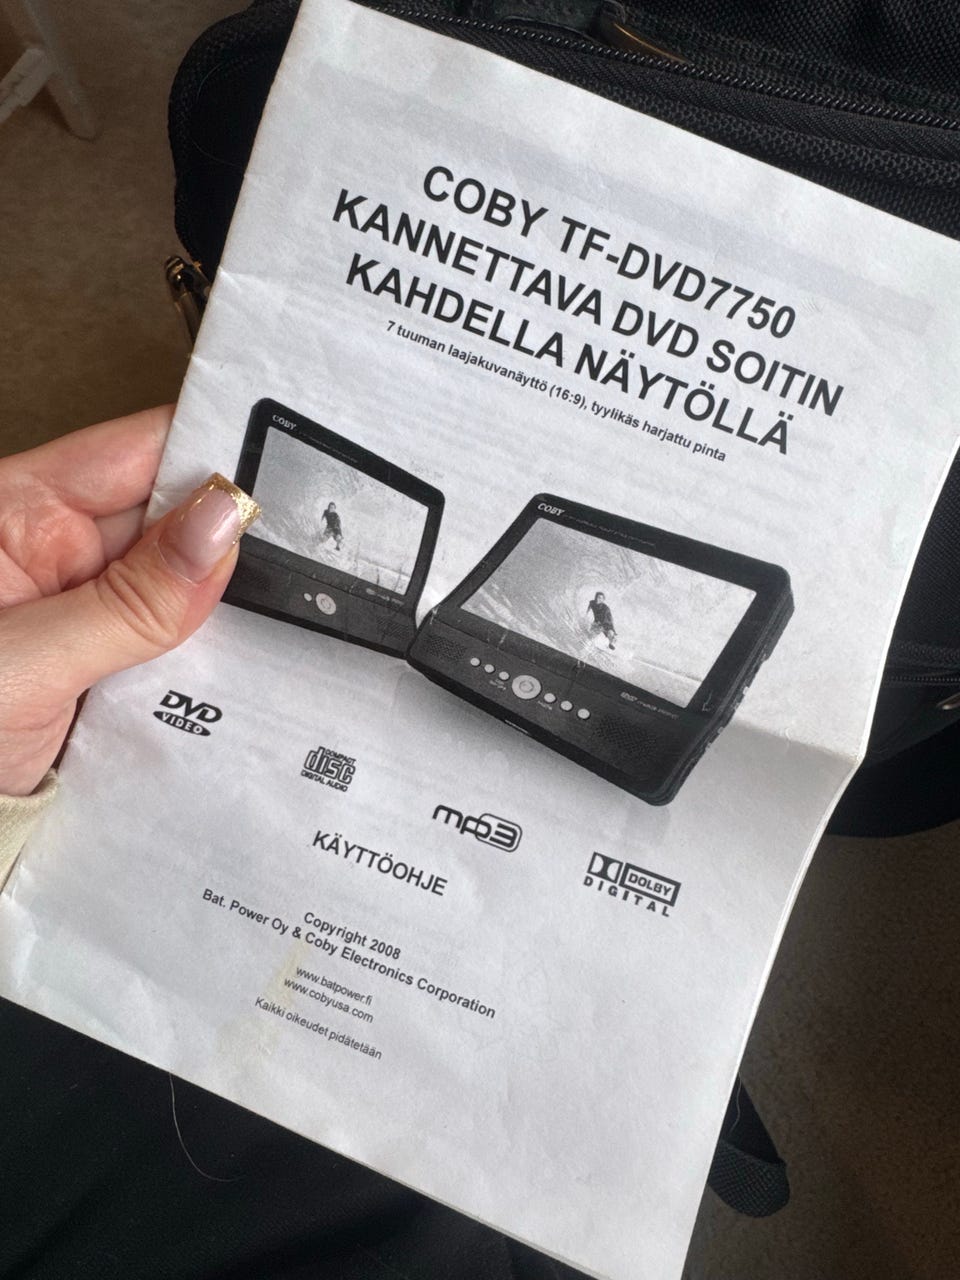 COBY TF-DVD7750
KANNETTAVA DVD SOITIN
KAHDELLA NÄYTÖLLÄ
7 tuuman laajakuvanäyttö (16:9), tyylikäs harjattu pinta
COBY
COBY
DVD
VIDEO
COMPACT
disc
DIGITAL AUDIO
mp3
DOLBY
DIGITAL
KÄYTTÖOHJE
Copyright 2008
Bat. Power Oy & Coby Electronics Corporation
www.batpower.fi
www.cobyusa.com
Kaikki oikeudet pidätetään